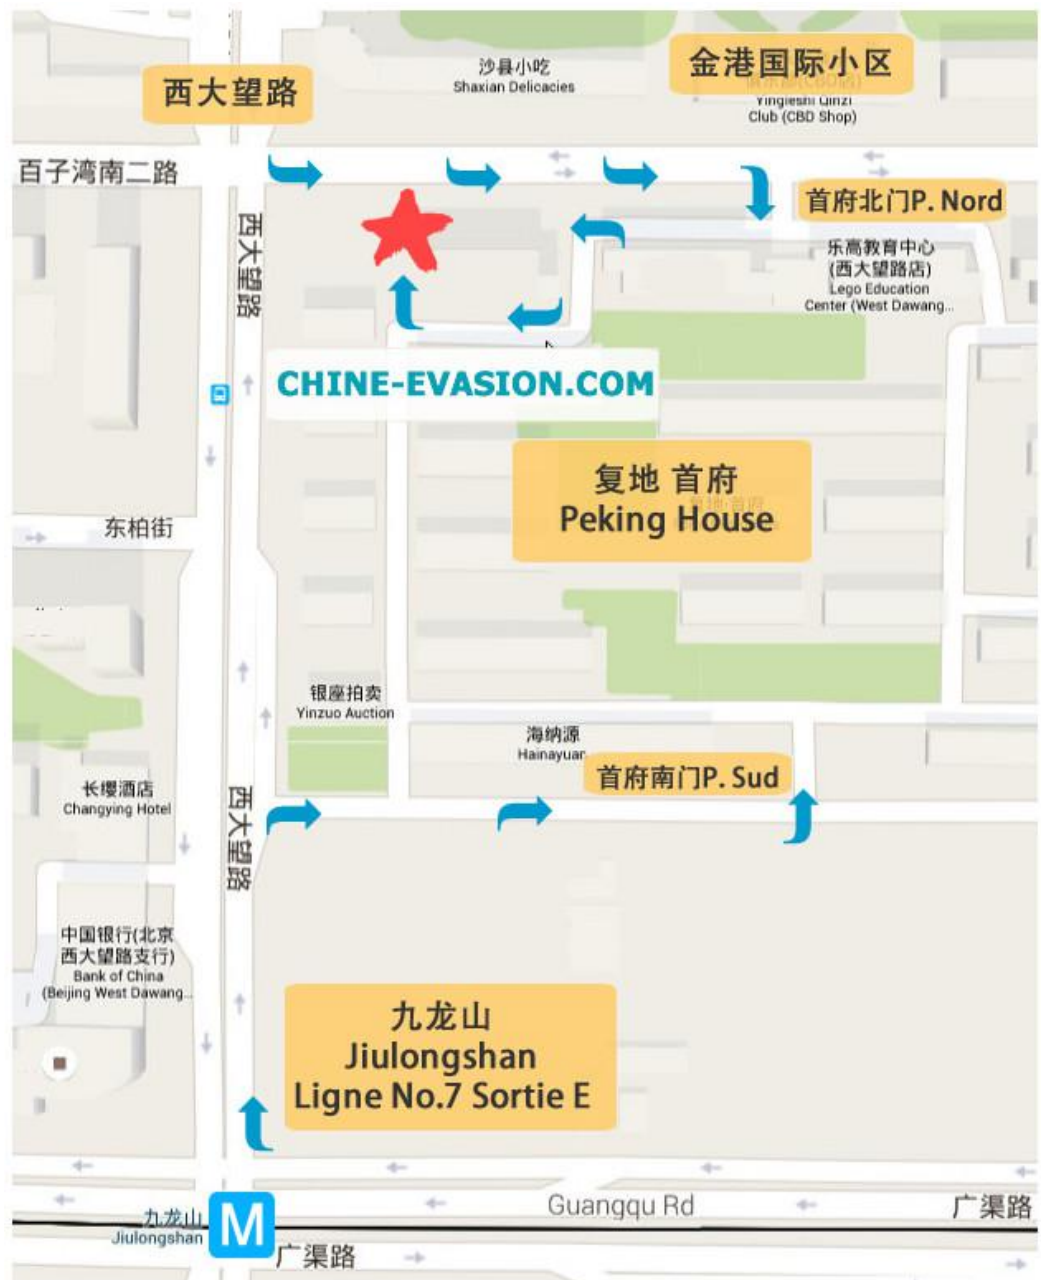 沙县小吃
Shaxian Delicacies
金港国际小区
Yingleshi Qinzi
Club (CBD Shop)
西大望路
百子湾南二路
首府北门P. Nord
西大望路
乐高教育中心
(西大望路店)
Lego Education
Center (West Dawang...
CHINE-EVASION.COM
复地 首府
Peking House
东柏街
银座拍卖
Yinzuo Auction
海纳源
Hainayuan
首府南门P. Sud
长缨酒店
Changying Hotel
西大望路
中国银行(北京
西大望路支行)
Bank of China
(Beijing West Dawang...
九龙山
Jiulongshan
Ligne No.7 Sortie E
Guangqu Rd
广渠路
九龙山
Jiulongshan
M
广渠路